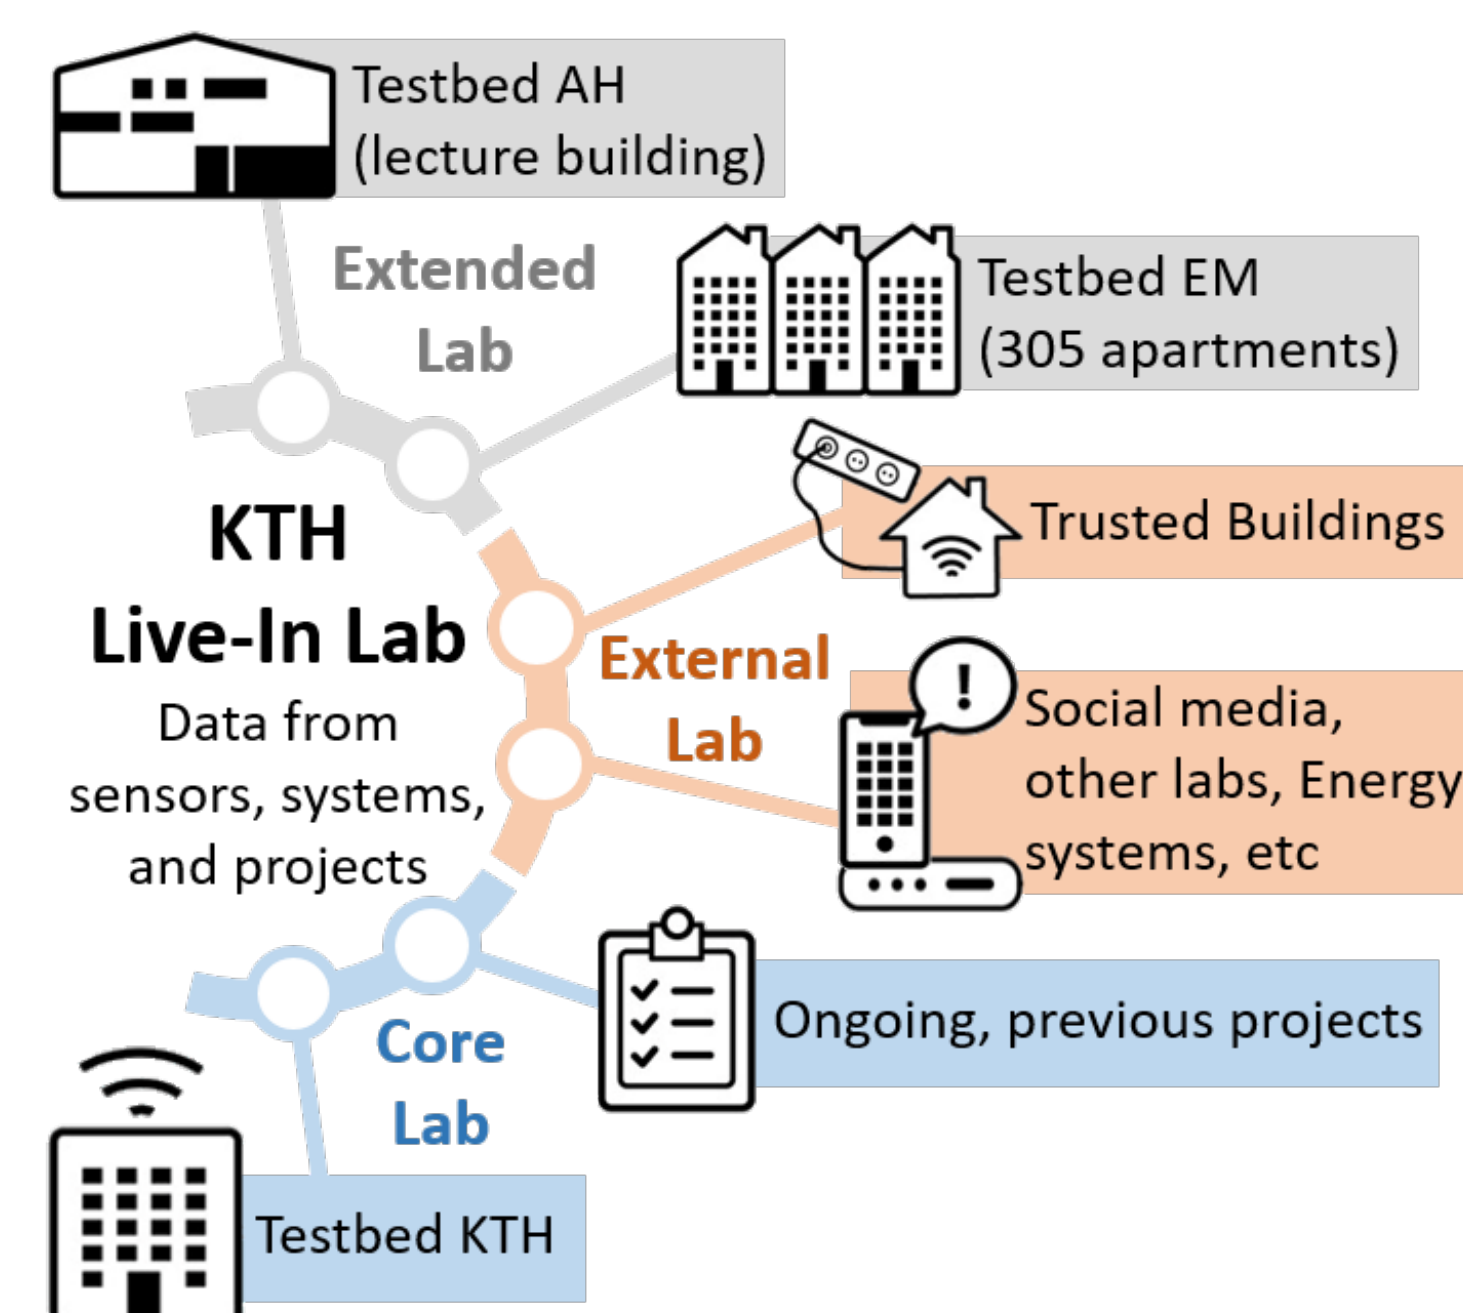 Testbed AH
(lecture building)
Extended
Lab
Testbed EM
(305 apartments)
Trusted Buildings
KTH
Live-In Lab
Data from
sensors, systems,
and projects
External
Lab
!
Social media,
other labs, Energy
systems, etc
Ongoing, previous projects
Core
Lab
Testbed KTH